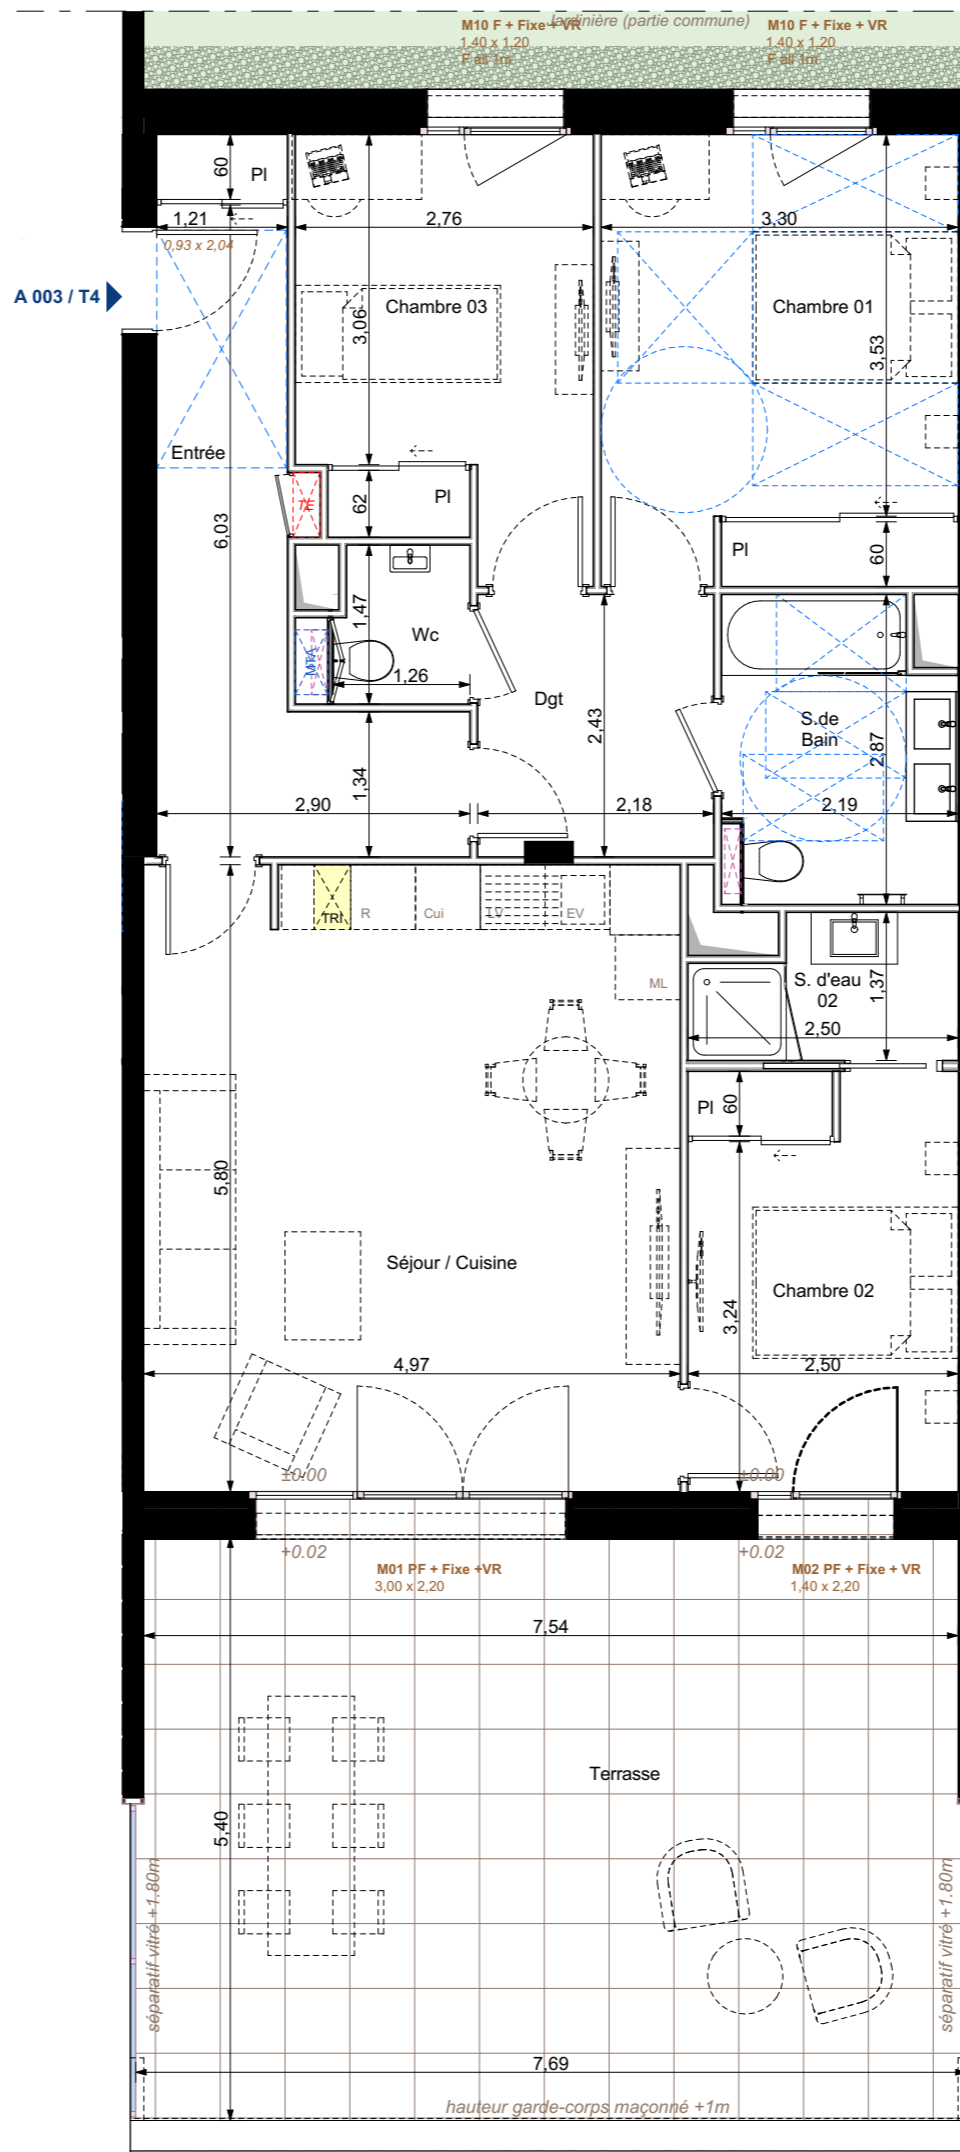 M10 F + Fixe + VR
1.40 x 1,20
F all 1m
Jardinière (partie commune)
M10 F + Fixe + VR
1.40 x 1,20
F all 1m
60
Pl
1,21
0,93 x 2,04
2,76
3,30
A 003 / T4
Chambre 03
3,06
Chambre 01
3,53
Entrée
6,03
TE
62
Pl
Pl
60
1,47
Wc
MTA
1,26
Dgt
2,43
S.de
Bain
2,87
1,34
2,90
2,18
2,19
TRI
R
Cui
LV
EV
ML
S. d'eau
02
1,37
2,50
Pl
60
5,80
Séjour / Cuisine
Chambre 02
3,24
4,97
2,50
±0.00
±0.00
+0.02
+0.02
M01 PF + Fixe +VR
3,00 x 2,20
M02 PF + Fixe + VR
1,40 x 2,20
7,54
Terrasse
5,40
séparatif vitré +1.80m
séparatif vitré +1.80m
7,69
hauteur garde-corps maçonné +1m